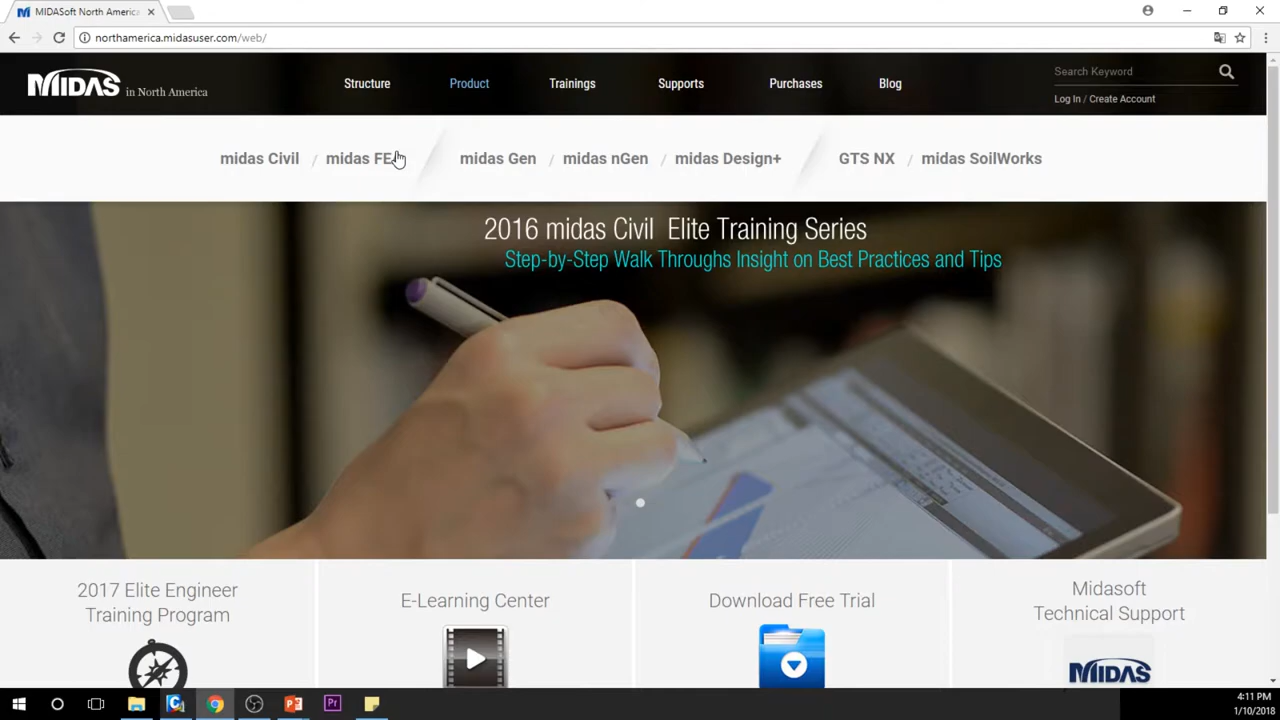 MIDASoft North America
northamerica.midasuser.com/web/
MIDAS in North America
Structure
Product
Trainings
Supports
Purchases
Blog
Search Keyword
Log In / Create Account
midas Civil / midas FEA
midas Gen / midas nGen / midas Design+
GTS NX / midas SoilWorks
2016 midas Civil Elite Training Series
Step-by-Step Walk Throughs Insight on Best Practices and Tips
2017 Elite Engineer
Training Program
E-Learning Center
Download Free Trial
Midasoft
Technical Support
MIDAS
4:11 PM
1/10/2018